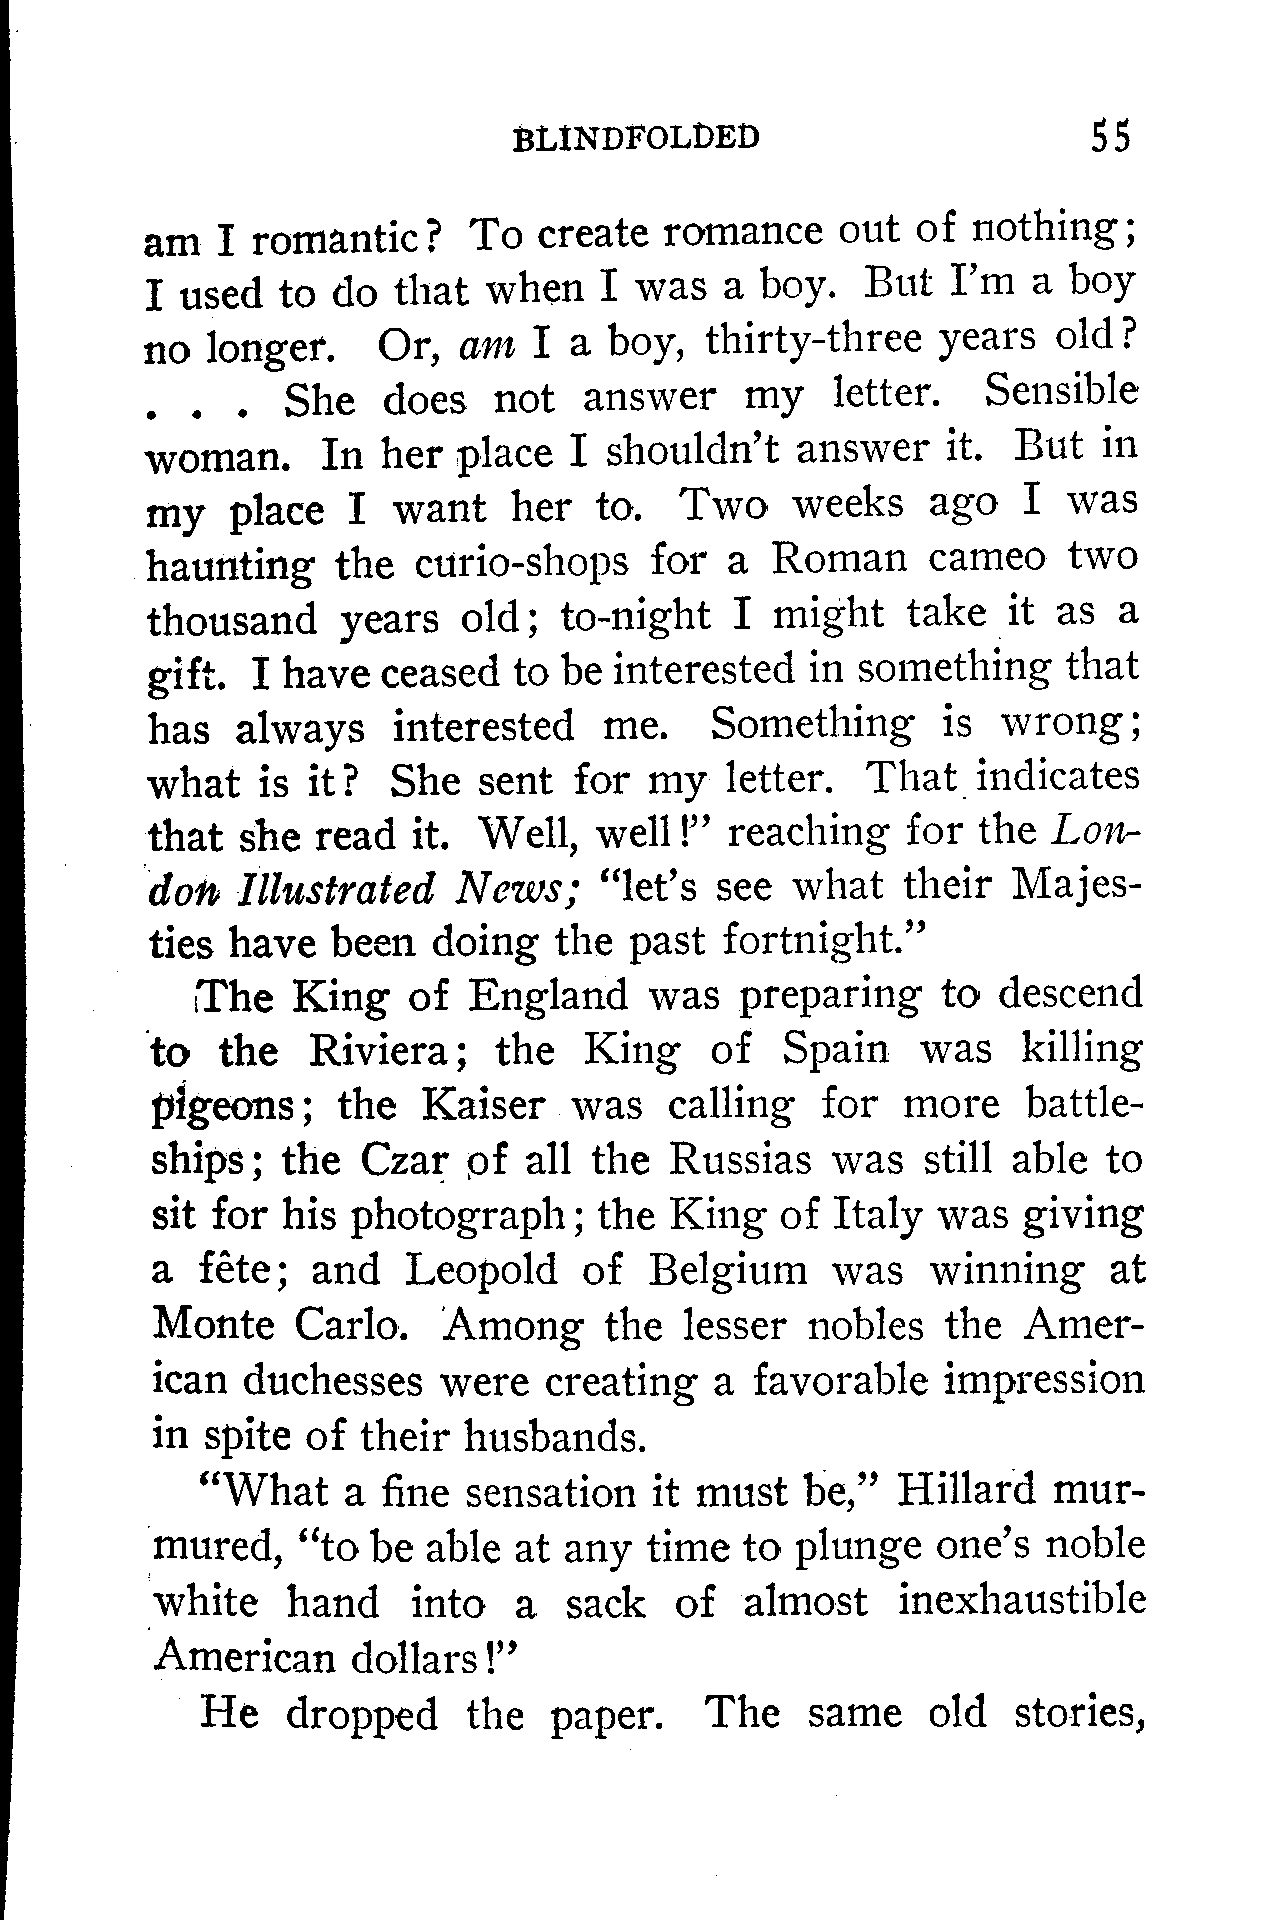 BLINDFOLDED 55
am I romantic? To create romance out of nothing;
I used to do that when I was a boy. But I'm a boy
no longer. Or, am I a boy, thirty-three years old?
. . . She does not answer my letter. Sensible
woman. In her place I shouldn't answer it. But in
my place I want her to. Two weeks ago I was
haunting the curio-shops for a Roman cameo two
thousand years old; to-night I might take it as a
gift. I have ceased to be interested in something that
has always interested me. Something is wrong;
what is it? She sent for my letter. That indicates
that she read it. Well, well!" reaching for the Lon-
don Illustrated News; "let's see what their Majes-
ties have been doing the past fortnight."
The King of England was preparing to descend
to the Riviera; the King of Spain was killing
pigeons; the Kaiser was calling for more battle-
ships; the Czar of all the Russias was still able to
sit for his photograph; the King of Italy was giving
a fête; and Leopold of Belgium was winning at
Monte Carlo. Among the lesser nobles the Amer-
ican duchesses were creating a favorable impression
in spite of their husbands.
"What a fine sensation it must be," Hillard mur-
mured, "to be able at any time to plunge one's noble
white hand into a sack of almost inexhaustible
American dollars!"
He dropped the paper. The same old stories,